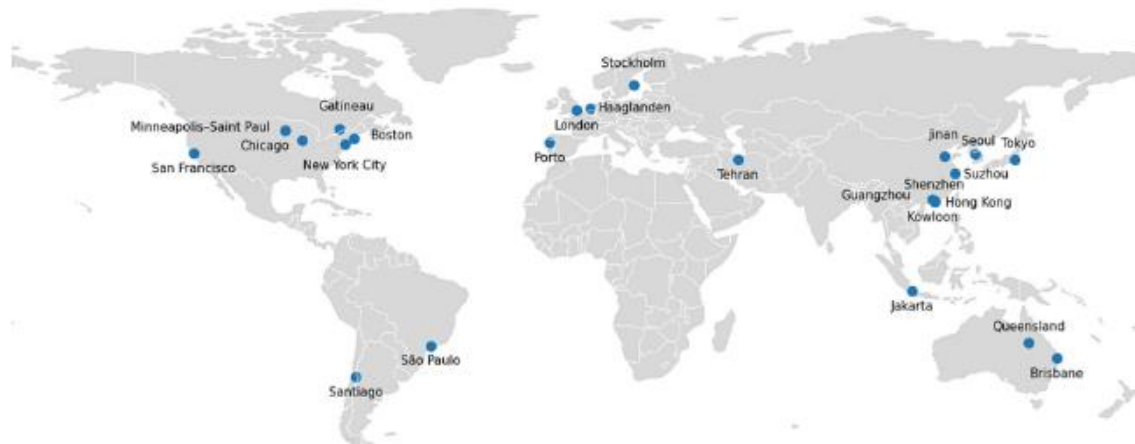 Stockholm
Gatineau
Haaglanden
Minneapolis–Saint Paul
London
Boston
Chicago
Jinan
Seoul
Tokyo
Porto
New York City
San Francisco
Tehran
Suzhou
Shenzhen
Guangzhou
Hong Kong
Kowloon
Jakarta
Queensland
São Paulo
Brisbane
Santiago